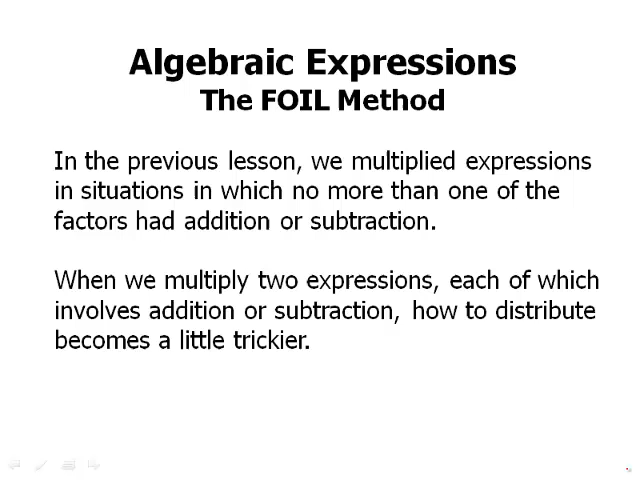 Algebraic Expressions
The FOIL Method
In the previous lesson, we multiplied expressions
in situations in which no more than one of the
factors had addition or subtraction.
When we multiply two expressions, each of which
involves addition or subtraction, how to distribute
becomes a little trickier.